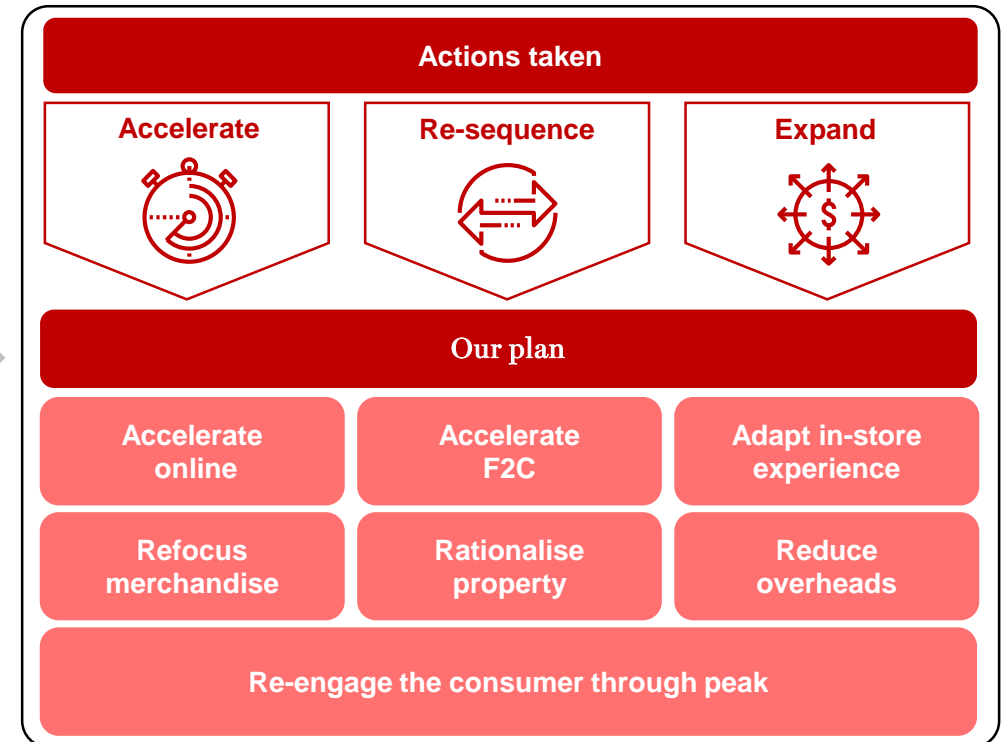 Actions taken
Accelerate
Re-sequence
Expand
$
Our plan
Accelerate
online
Accelerate
F2C
Adapt in-store
experience
Refocus
merchandise
Rationalise
property
Reduce
overheads
Re-engage the consumer through peak